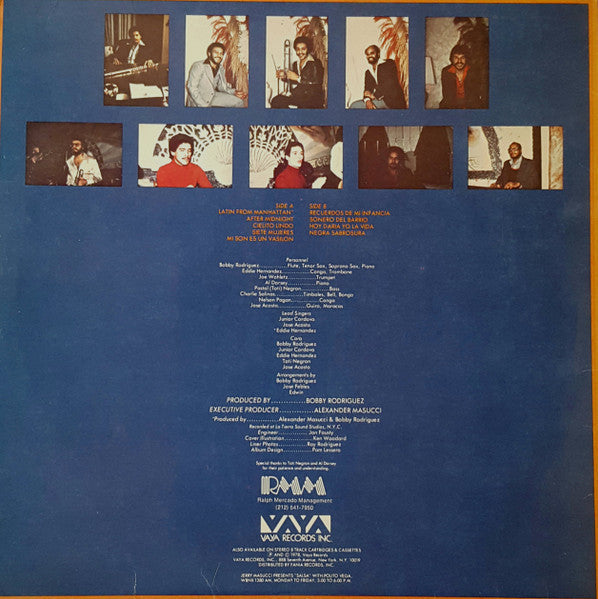 SIDE A
LATIN FROM MANHATTAN*
AFTER MIDNIGHT
CIELITO LINDO
SIETE MUJERES
MI SON ES UN VASILON
SIDE B
RECUERDOS DE MI INFANCIA
SONERO DEL BARRIO
HOY DARIA YO LA VIDA
NEGRA SABROSURA
Personnel
Bobby Rodriguez..........Flute, Tenor Sax, Soprano Sax, Piano
Eddie Hernandez..............Conga, Trombone
Joe Wohletz..............Trumpet
Al Dorsey..............Piano
Postol (Tati) Negron..............Bass
Charlie Salinas..............Timbales, Bell, Bongo
Nelson Pagan..............Conga
Jose Acosta..............Guiro, Maracas
Lead Singers
Junior Cordova
Jose Acosta
*Eddie Hernandez
Coro
Bobby Rodriguez
Junior Cordova
Eddie Hernandez
Tati Negron
Jose Acosta
Arrangements by
Bobby Rodriguez
Jose Febles
Edwin
PRODUCED BY..............BOBBY RODRIGUEZ
EXECUTIVE PRODUCER..............ALEXANDER MASUCCI
*Produced by..............Alexander Masucci & Bobby Rodriguez
Recorded at La Tierra Sound Studios, N.Y.C.
Engineer..............Jon Fausty
Cover Illustration..............Ken Woodard
Liner Photos..............Ray Rodriguez
Album Design..............Pam Lessero
Special thanks to Tati Negron and Al Dorsey
for their patience and understanding.
RMM
Ralph Mercado Management
(212) 541-7950
VAYA
VAYA RECORDS INC.
ALSO AVAILABLE ON STEREO 8 TRACK CARTRIDGES & CASSETTES
℗ AND © 1978, Vaya Records
VAYA RECORDS, INC., 888 Seventh Avenue, New York, N.Y. 10019
DISTRIBUTED BY FANIA RECORDS, INC.
JERRY MASUCCI PRESENTS "SALSA" WITH POLITO VEGA,
WBNX 1380 AM, MONDAY TO FRIDAY, 3:00 TO 6:00 P.M.